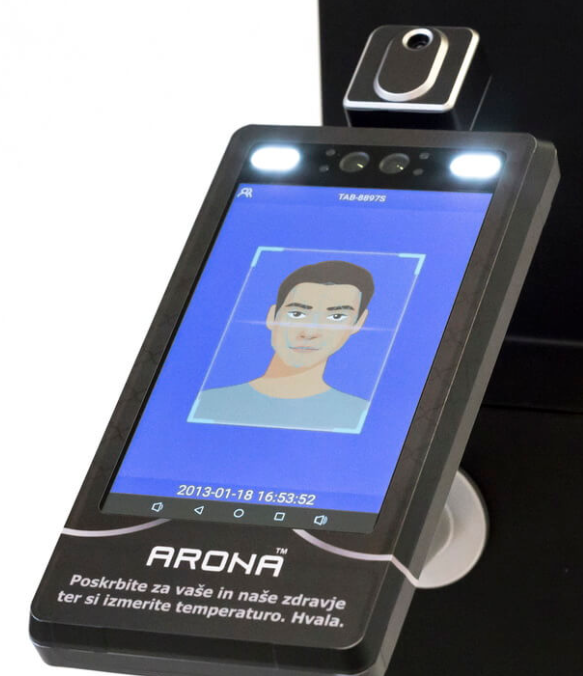 TAB-8897S
2013-01-18 16:53:52
ARONA™
Poskrbite za vaše in naše zdravje
ter si izmerite temperaturo. Hvala.